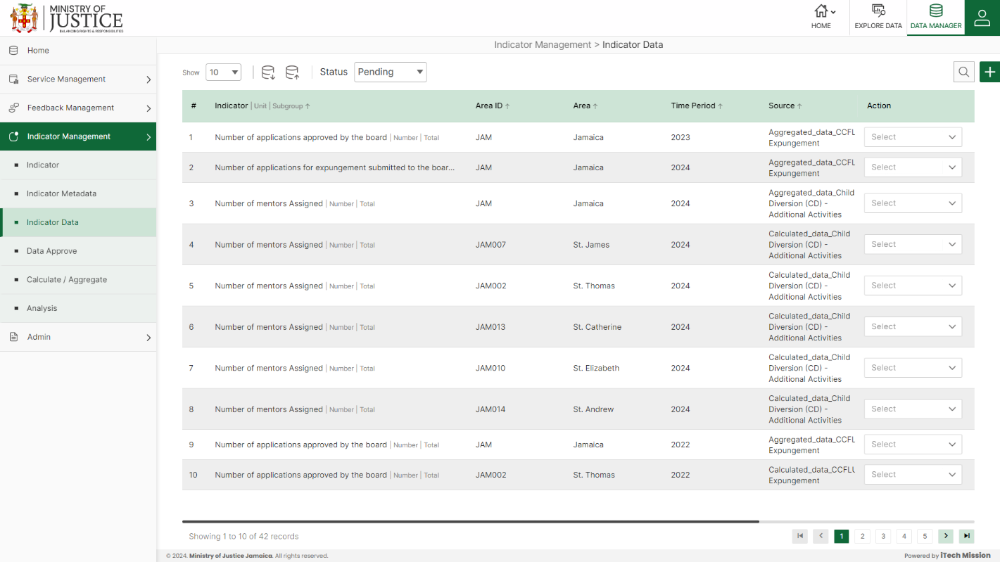 MINISTRY OF
JUSTICE
BALANCING RIGHTS & RESPONSIBILITIES
HOME
EXPLORE DATA
DATA MANAGER
Home
Service Management
Feedback Management
Indicator Management
Indicator
Indicator Metadata
Indicator Data
Data Approve
Calculate / Aggregate
Analysis
Admin
Indicator Management > Indicator Data
Show 10 Status Pending
# Indicator | Unit | Subgroup ↑ Area ID ↑ Area ↑ Time Period ↑ Source ↑ Action
1 Number of applications approved by the board | Number | Total JAM Jamaica 2023 Aggregated_data_CCFL Select
Expungement
2 Number of applications for expungement submitted to the boar... JAM Jamaica 2024 Aggregated_data_CCFL Select
Expungement
3 Number of mentors Assigned | Number | Total JAM Jamaica 2024 Aggregated_data_Child Select
Diversion (CD) -
Additional Activities
4 Number of mentors Assigned | Number | Total JAM007 St. James 2024 Calculated_data_Child Select
Diversion (CD) -
Additional Activities
5 Number of mentors Assigned | Number | Total JAM002 St. Thomas 2024 Calculated_data_Child Select
Diversion (CD) -
Additional Activities
6 Number of mentors Assigned | Number | Total JAM013 St. Catherine 2024 Calculated_data_Child Select
Diversion (CD) -
Additional Activities
7 Number of mentors Assigned | Number | Total JAM010 St. Elizabeth 2024 Calculated_data_Child Select
Diversion (CD) -
Additional Activities
8 Number of mentors Assigned | Number | Total JAM014 St. Andrew 2024 Calculated_data_Child Select
Diversion (CD) -
Additional Activities
9 Number of applications approved by the board | Number | Total JAM Jamaica 2022 Aggregated_data_CCFL Select
Expungement
10 Number of applications approved by the board | Number | Total JAM002 St. Thomas 2022 Calculated_data_CCFLU Select
Expungement
Showing 1 to 10 of 42 records
1 2 3 4 5
© 2024. Ministry of Justice Jamaica. All rights reserved.
Powered by iTech Mission